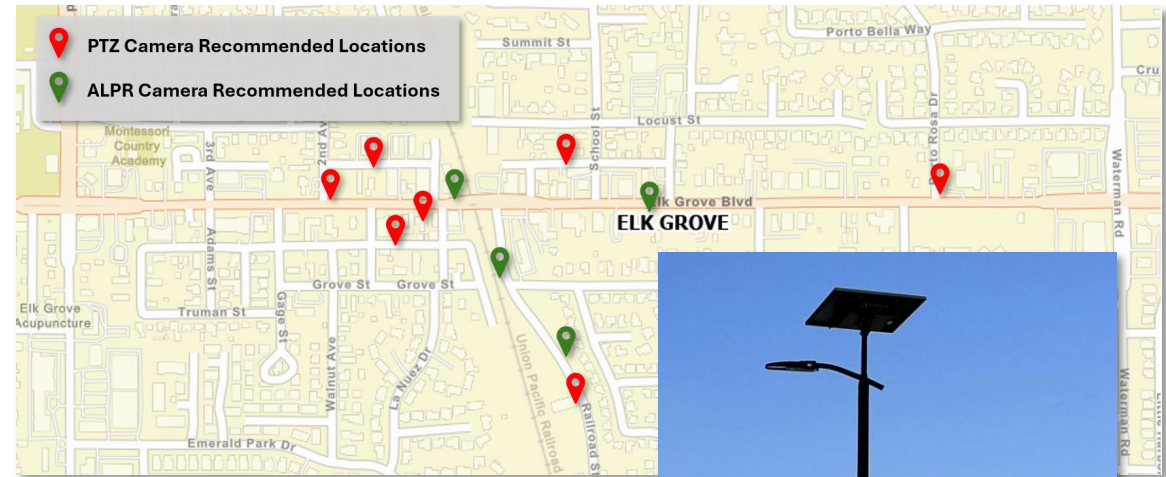 PTZ Camera Recommended Locations
ALPR Camera Recommended Locations
Summit St
Porto Bella Way
Cru
Montessori
Country
Academy
3rd Ave
2nd Av
School St
Locust St
Waterman Rd
Elk Grove Blvd
ELK GROVE
Adams St
Grove St
Grove St
Elk Grove
Acupuncture
Truman St
Gage St
Walnut Ave
La Nuez Dr
Union Pacific Railroad
Railroad St
Emerald Park Dr
Waterman Rd